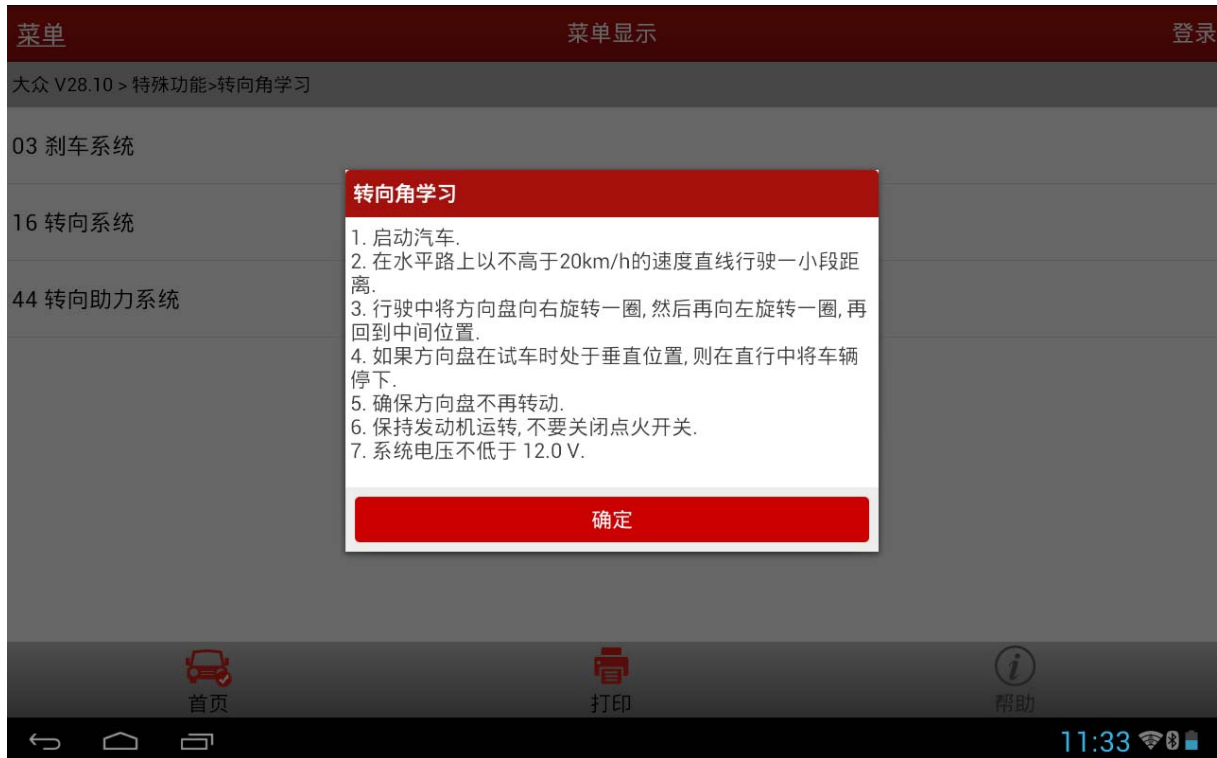 菜单 菜单显示 登录
大众 V28.10 > 特殊功能>转向角学习
03 刹车系统
16 转向系统
44 转向助力系统
转向角学习
1. 启动汽车.
2. 在水平路上以不高于20km/h的速度直线行驶一小段距
离.
3. 行驶中将方向盘向右旋转一圈, 然后再向左旋转一圈, 再
回到中间位置.
4. 如果方向盘在试车时处于垂直位置, 则在直行中将车辆
停下.
5. 确保方向盘不再转动.
6. 保持发动机运转, 不要关闭点火开关.
7. 系统电压不低于 12.0 V.
确定
首页 打印 帮助
11:33